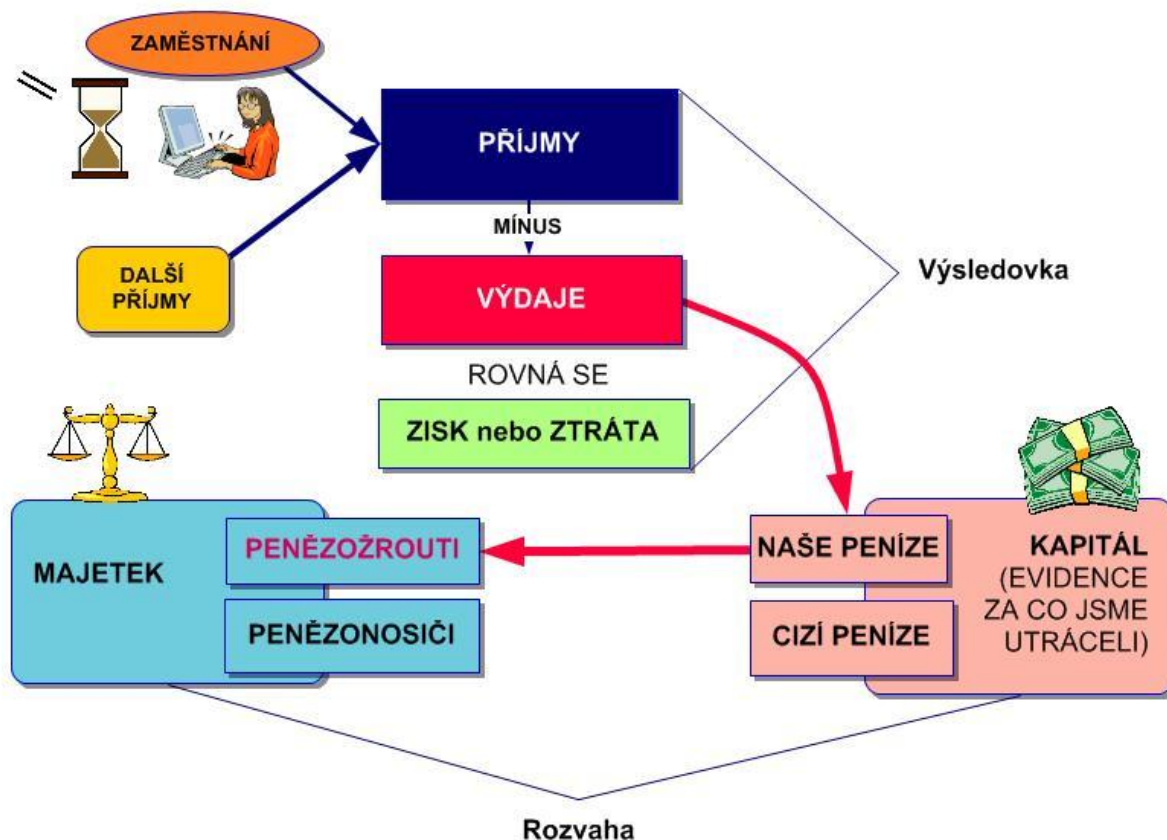 ZAMĚSTNÁNÍ
PŘÍJMY
MÍNUS
DALŠÍ
PŘÍJMY
Výsledovka
VÝDAJE
ROVNÁ SE
ZISK nebo ZTRÁTA
MAJETEK
PENĚZOŽROUTI
PENĚZONOSIČI
NAŠE PENÍZE
CIZÍ PENÍZE
KAPITÁL
(EVIDENCE
ZA CO JSME
UTRÁCELI)
Rozvaha